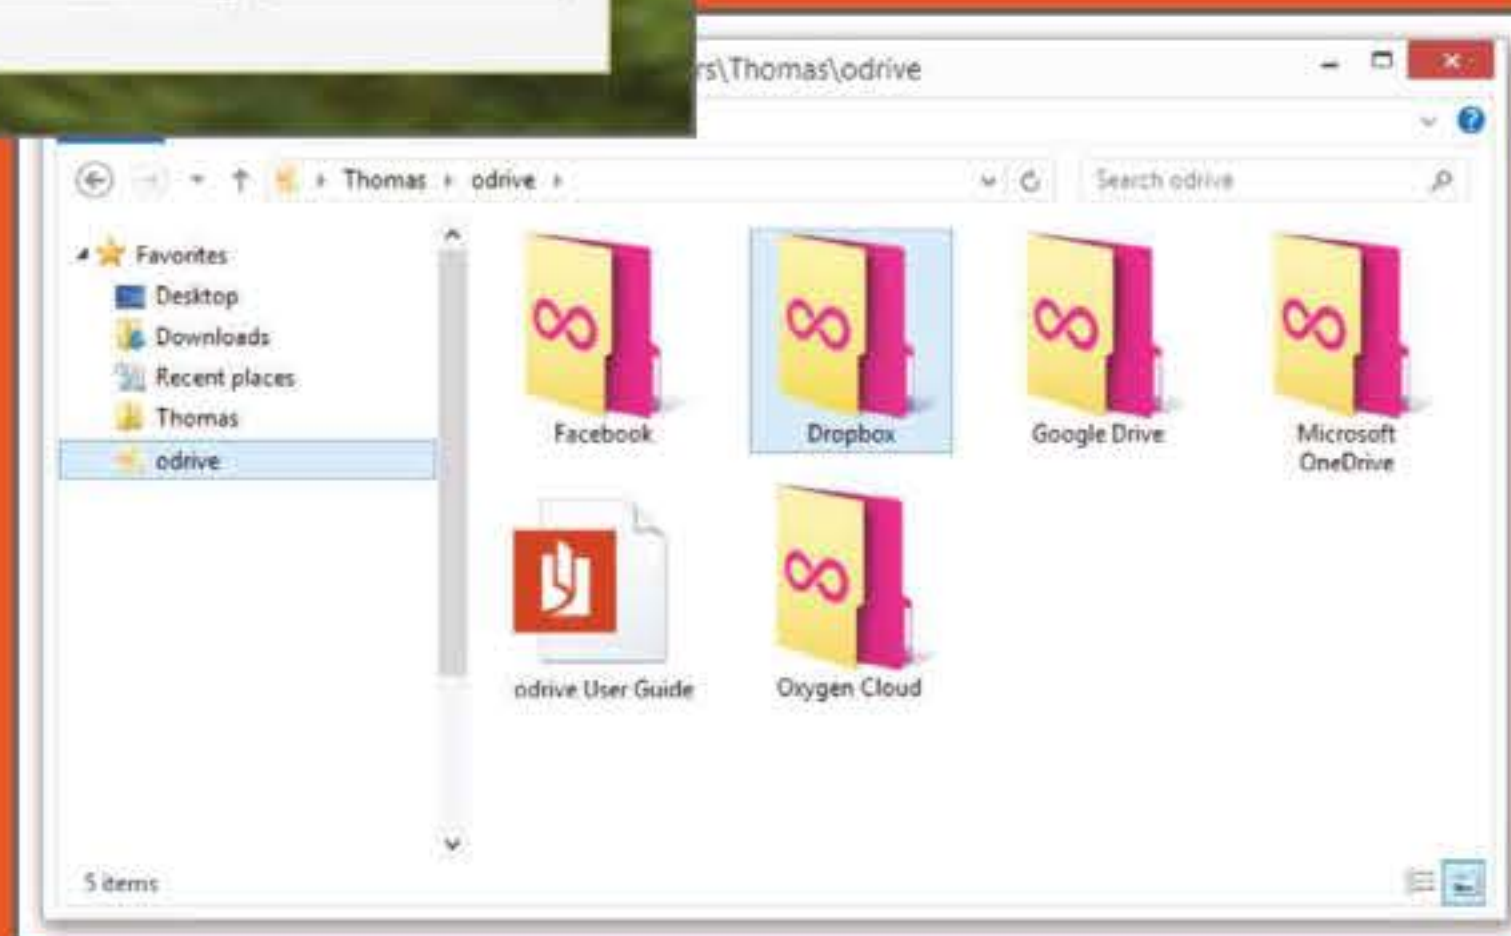 rs\Thomas\odrive
Thomas odrive
Search odrive
Favorites
Desktop
Downloads
Recent places
Thomas
odrive
Facebook
Dropbox
Google Drive
Microsoft
OneDrive
odrive User Guide
Oxygen Cloud
5 items